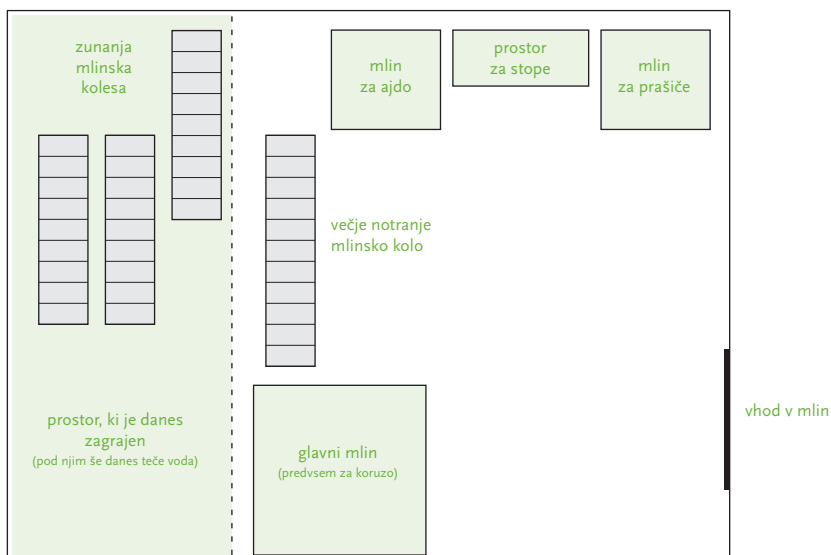 zunanja
mlinska
kolesa
mlin
za ajdo
prostor
za stope
mlin
za prašiče
večje notranje
mlinsko kolo
vhod v mlin
prostor, ki je danes
zagrajen
(pod njim še danes teče voda)
glavni mlin
(predvsem za koruzo)